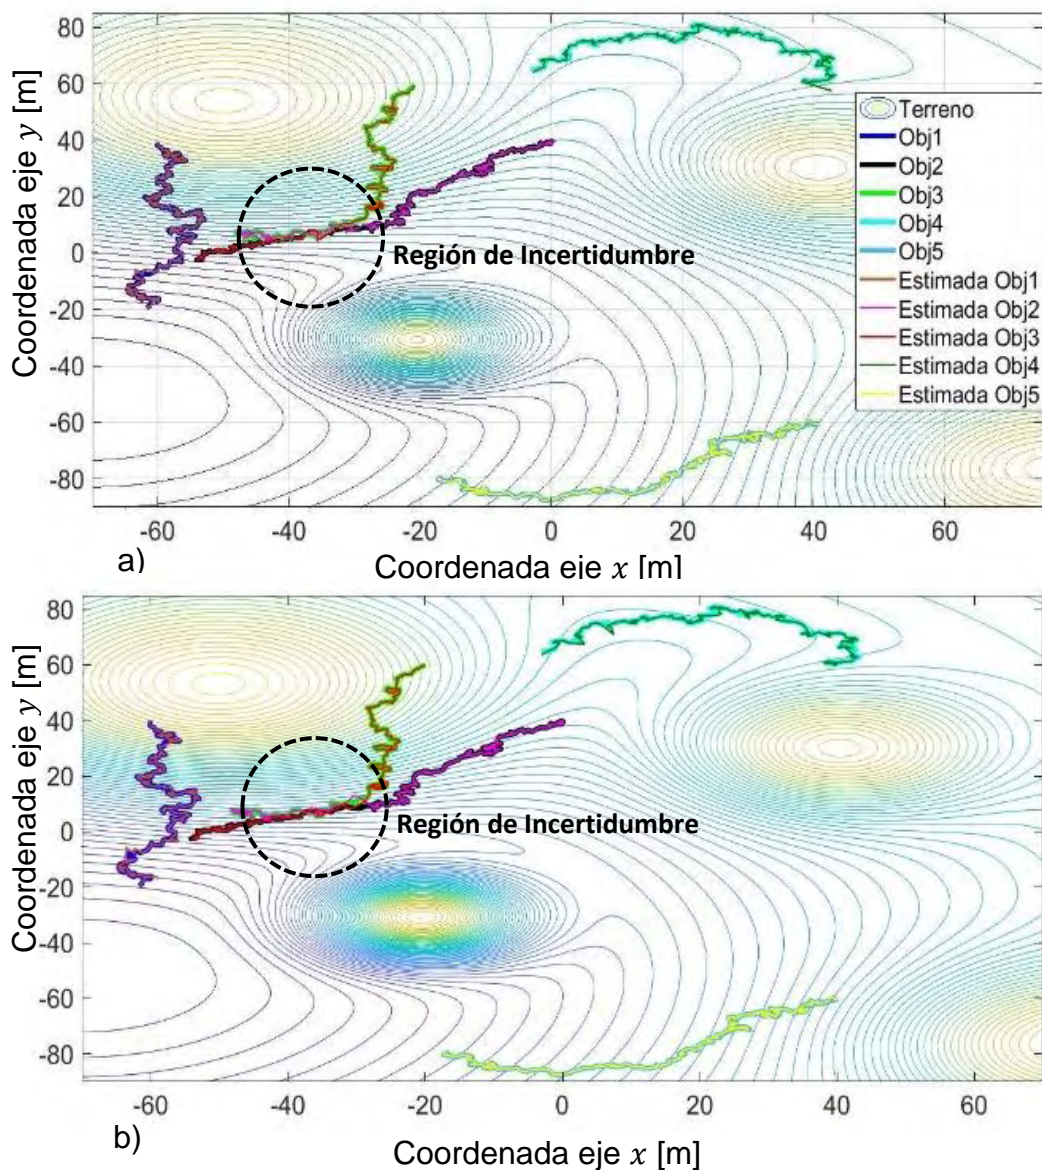 80
60
40
20
0
-20
-40
-60
-80
Coordenada eje y [m]
Terreno
Obj1
Obj2
Obj3
Obj4
Obj5
Estimada Obj1
Estimada Obj2
Estimada Obj3
Estimada Obj4
Estimada Obj5
Región de Incertidumbre
-60 -40 -20 0 20 40 60
a)
Coordenada eje x [m]
80
60
40
20
0
-20
-40
-60
-80
Coordenada eje y [m]
Región de Incertidumbre
-60 -40 -20 0 20 40 60
b)
Coordenada eje x [m]